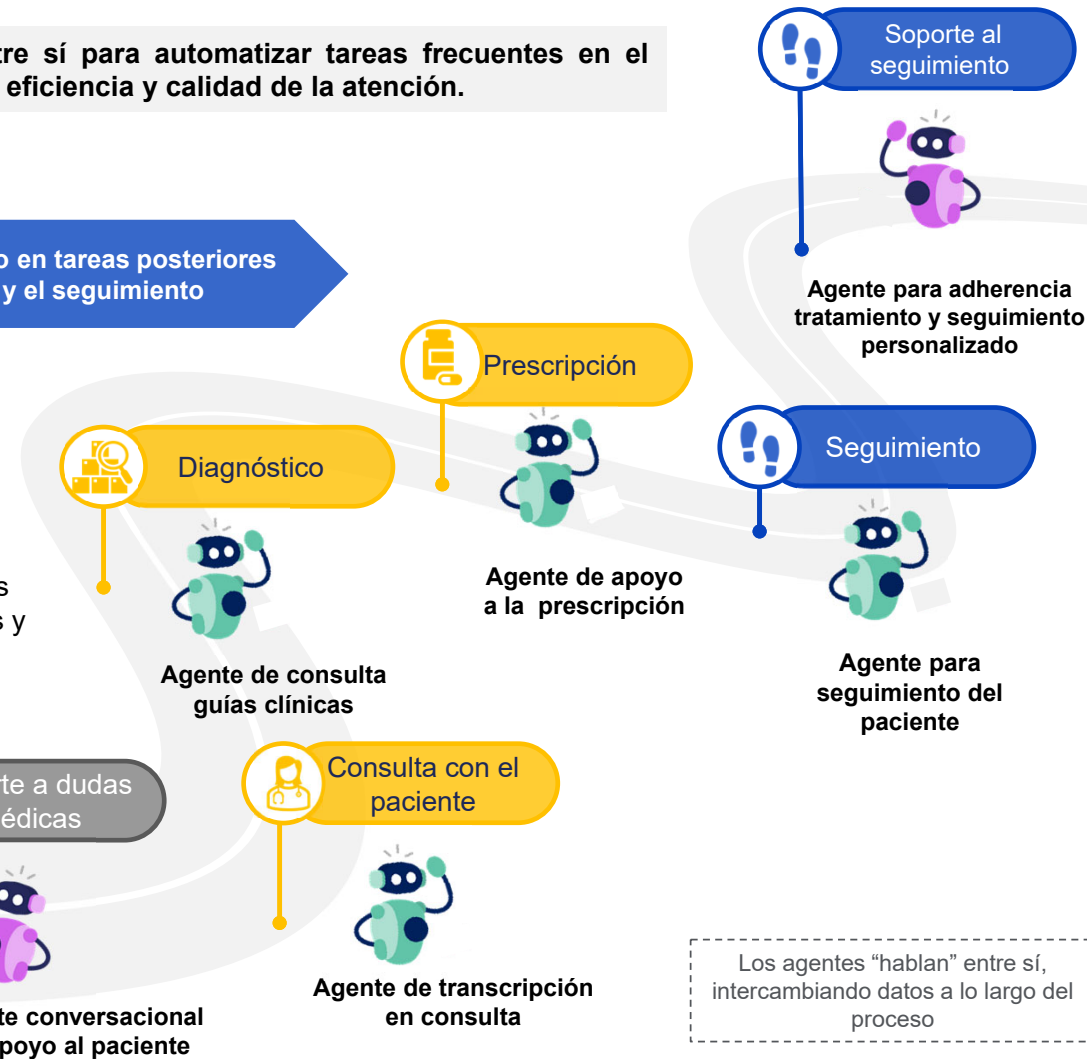 tre sí para automatizar tareas frecuentes en el
eficiencia y calidad de la atención.
Soporte al
seguimiento
o en tareas posteriores
y el seguimiento
Agente para adherencia
tratamiento y seguimiento
personalizado
Prescripción
Diagnóstico
Seguimiento
s
s y
Agente de apoyo
a la prescripción
Agente de consulta
guías clínicas
Agente para
seguimiento del
paciente
rte a dudas
édicas
Consulta con el
paciente
Agente de transcripción
en consulta
te conversacional
poyo al paciente
Los agentes “hablan” entre sí,
intercambiando datos a lo largo del
proceso